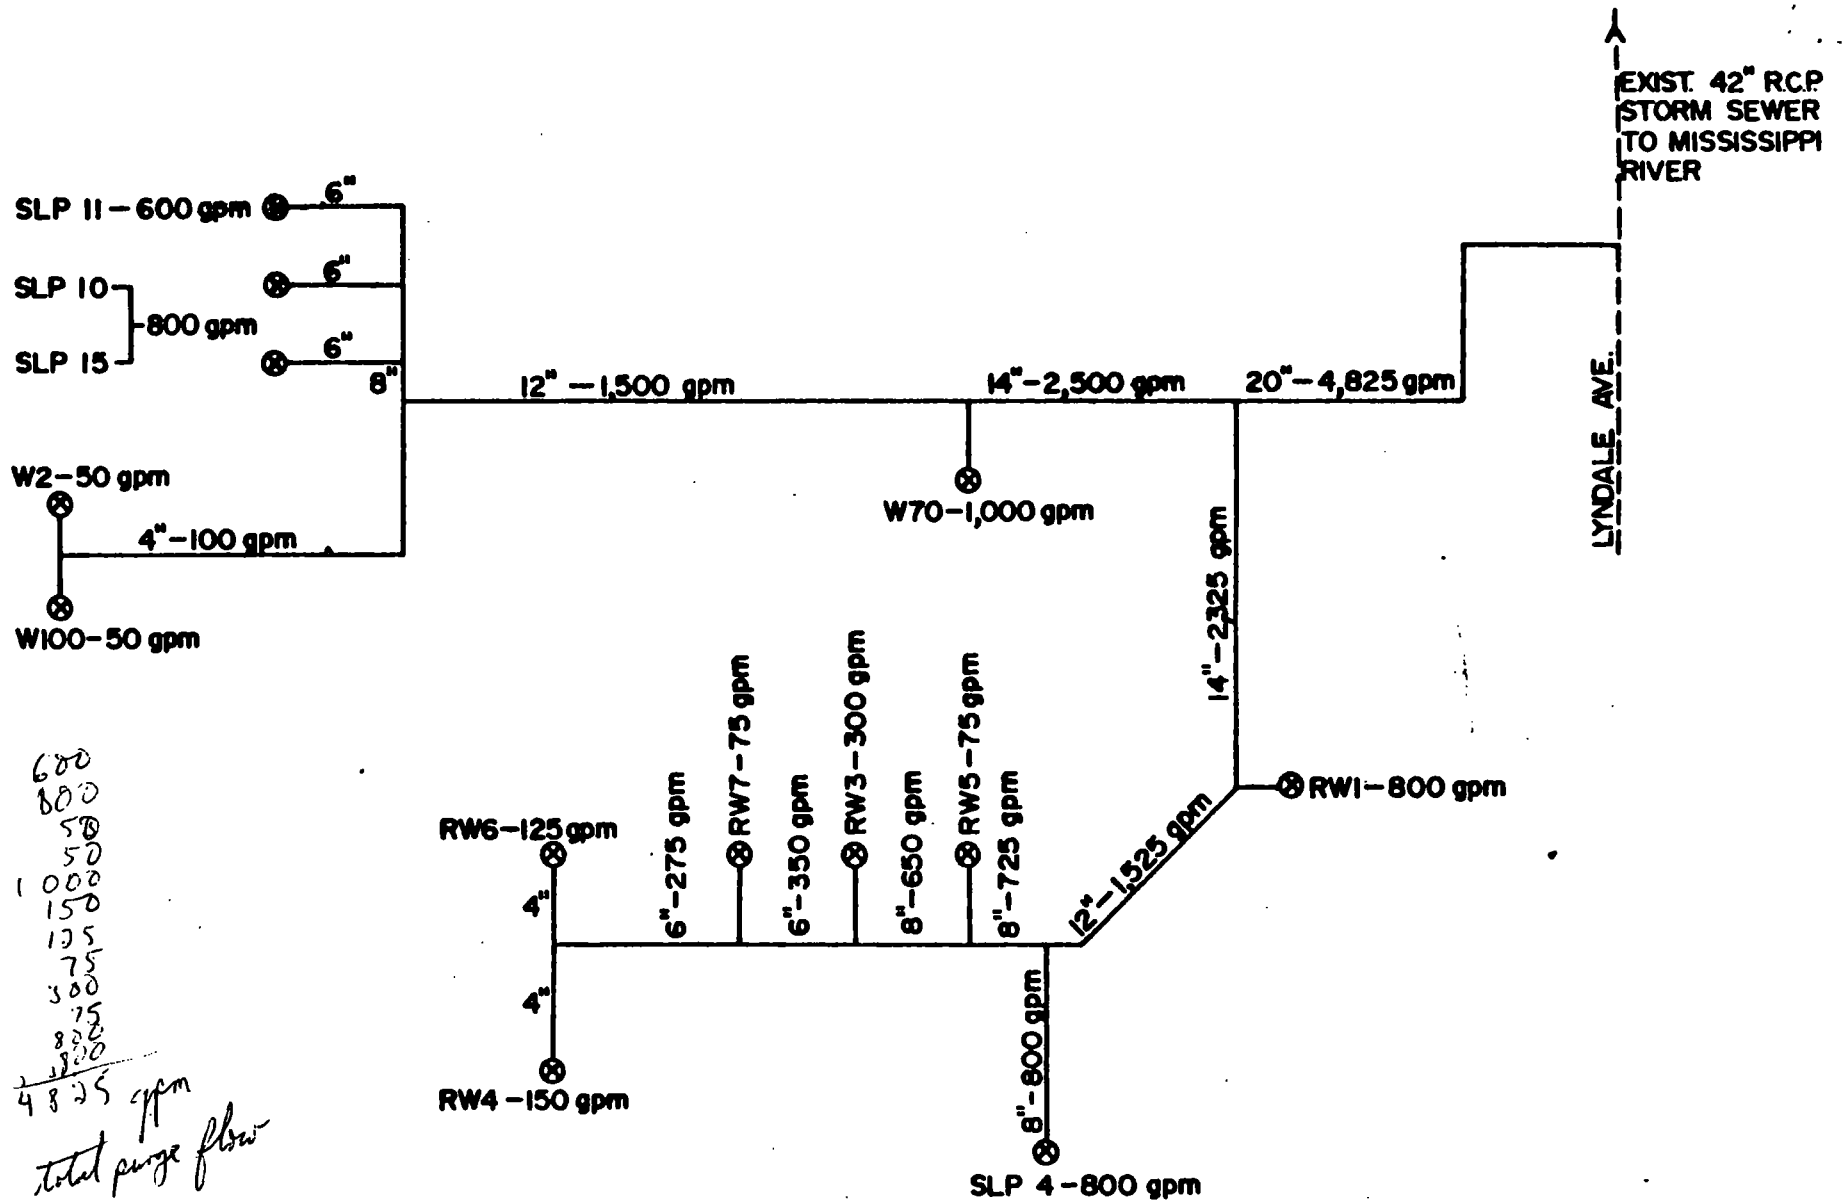 EXIST. 42" R.C.P.
STORM SEWER
TO MISSISSIPPI
RIVER
LYNDALE AVE.
SLP 11-600 gpm
6"
SLP 10
6"
800 gpm
SLP 15
6"
8"
12" -1,500 gpm
14"-2,500 gpm
20"-4,825 gpm
W2-50 gpm
4"-100 gpm
W100-50 gpm
W70-1,000 gpm
14"-2,325 gpm
RW1-800 gpm
12"-1,525 gpm
RW6-125 gpm
4"
4"
RW4-150 gpm
6"-275 gpm
RW7-75 gpm
6"-350 gpm
RW3-300 gpm
8"-650 gpm
RW5-75 gpm
8"-725 gpm
8"-800 gpm
SLP 4-800 gpm
600
800
50
50
1000
150
125
75
300
75
800
800
4825 gpm
total purge flow